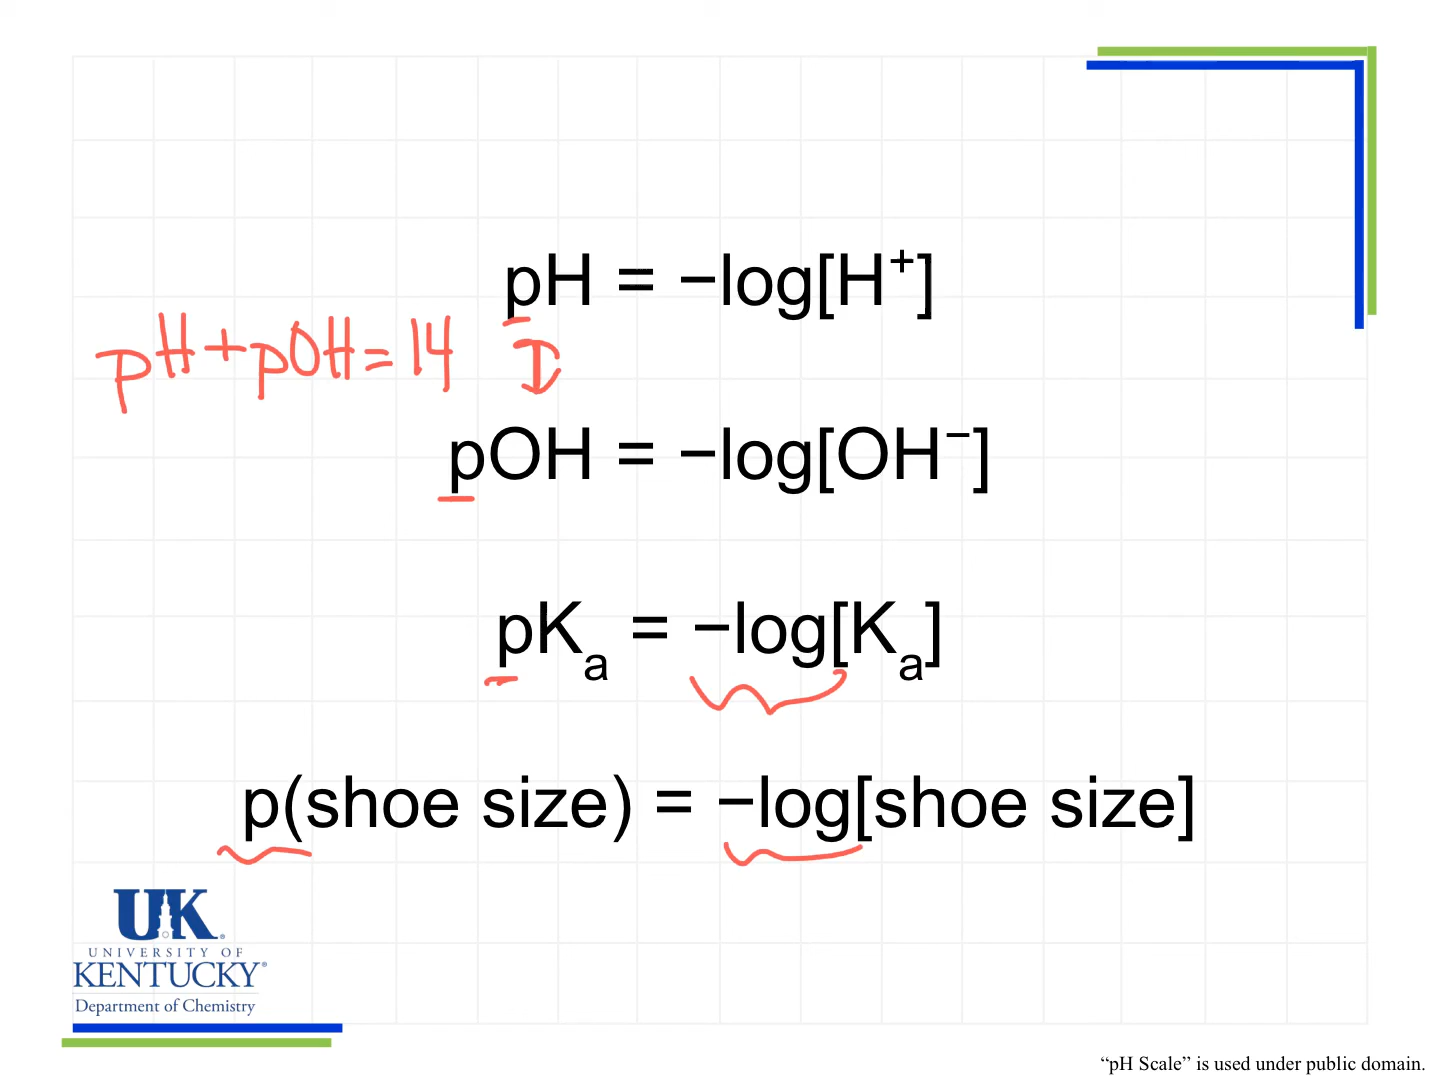 pH = −log[H⁺]
pH + pOH = 14
pOH = −log[OH⁻]
pKₐ = −log[Kₐ]
p(shoe size) = −log[shoe size]
UK
UNIVERSITY OF
KENTUCKY®
Department of Chemistry
“pH Scale” is used under public domain.